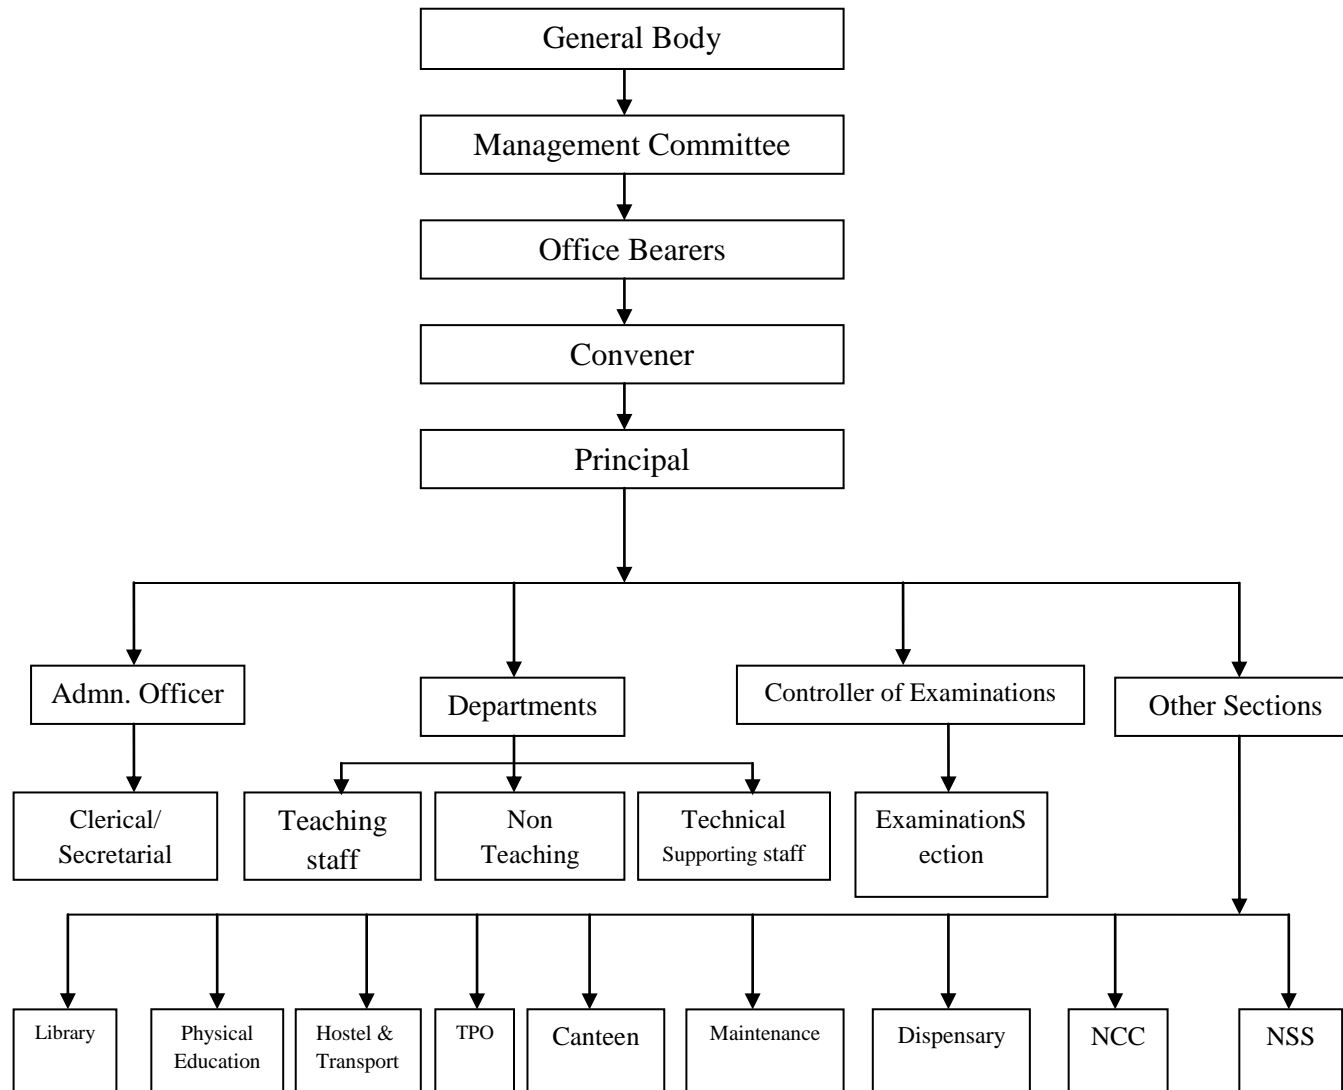 General Body
Management Committee
Office Bearers
Convener
Principal
Admn. Officer
Departments
Controller of Examinations
Other Sections
Clerical/
Secretarial
Teaching
staff
Non
Teaching
Technical
Supporting staff
ExaminationS
ection
Library
Physical
Education
Hostel &
Transport
TPO
Canteen
Maintenance
Dispensary
NCC
NSS